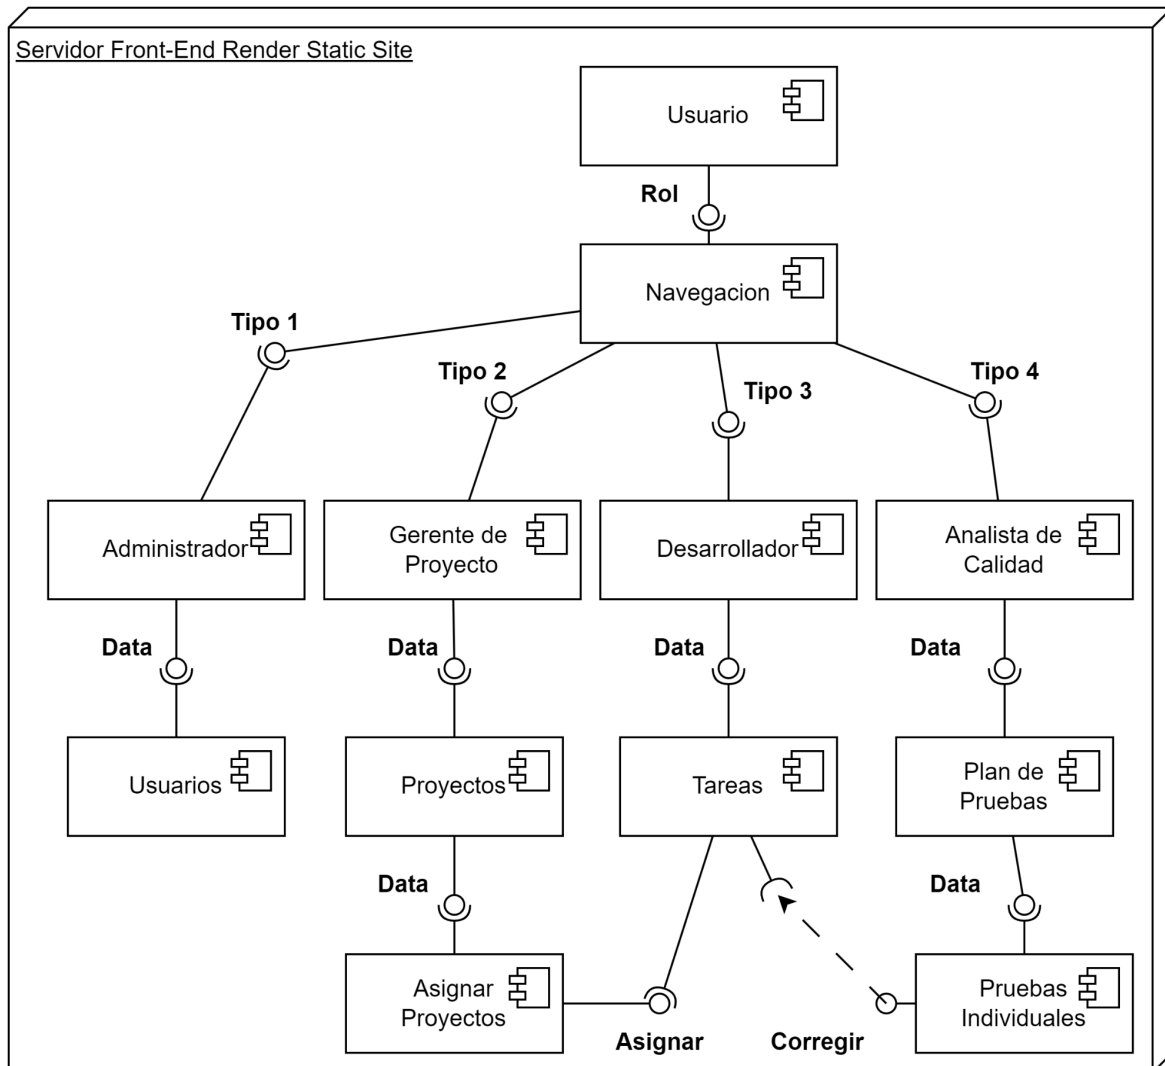 Servidor Front-End Render Static Site
Usuario
Rol
Navegacion
Tipo 1
Tipo 2
Tipo 3
Tipo 4
Administrador
Gerente de
Proyecto
Desarrollador
Analista de
Calidad
Data
Data
Data
Data
Usuarios
Proyectos
Tareas
Plan de
Pruebas
Data
Data
Asignar
Proyectos
Pruebas
Individuales
Asignar
Corregir